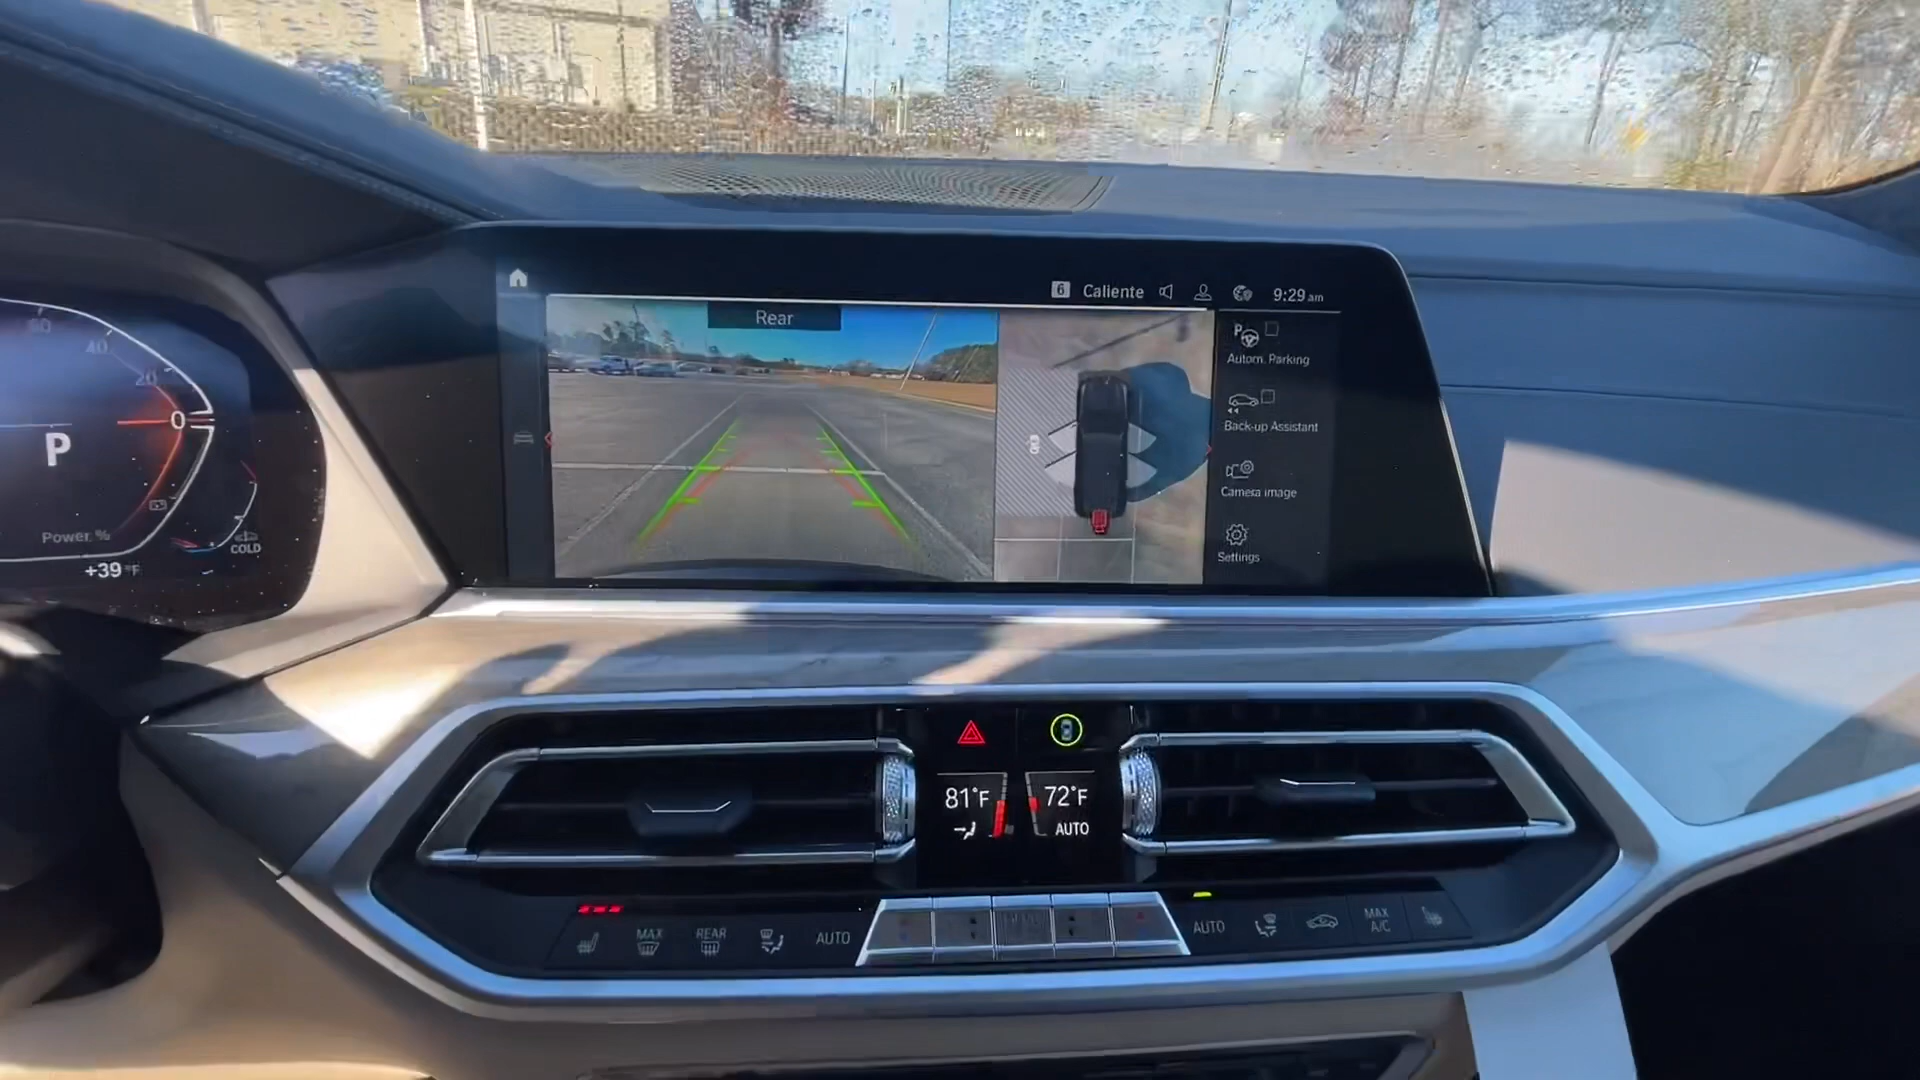 60
40
20
0
P
Power %
COLD
+39 °F
6 Caliente 9:29 am
Rear
P
Autom. Parking
Back-up Assistant
Camera image
Settings
81°F
72°F
AUTO
MAX
REAR
AUTO
AUTO
MAX
A/C